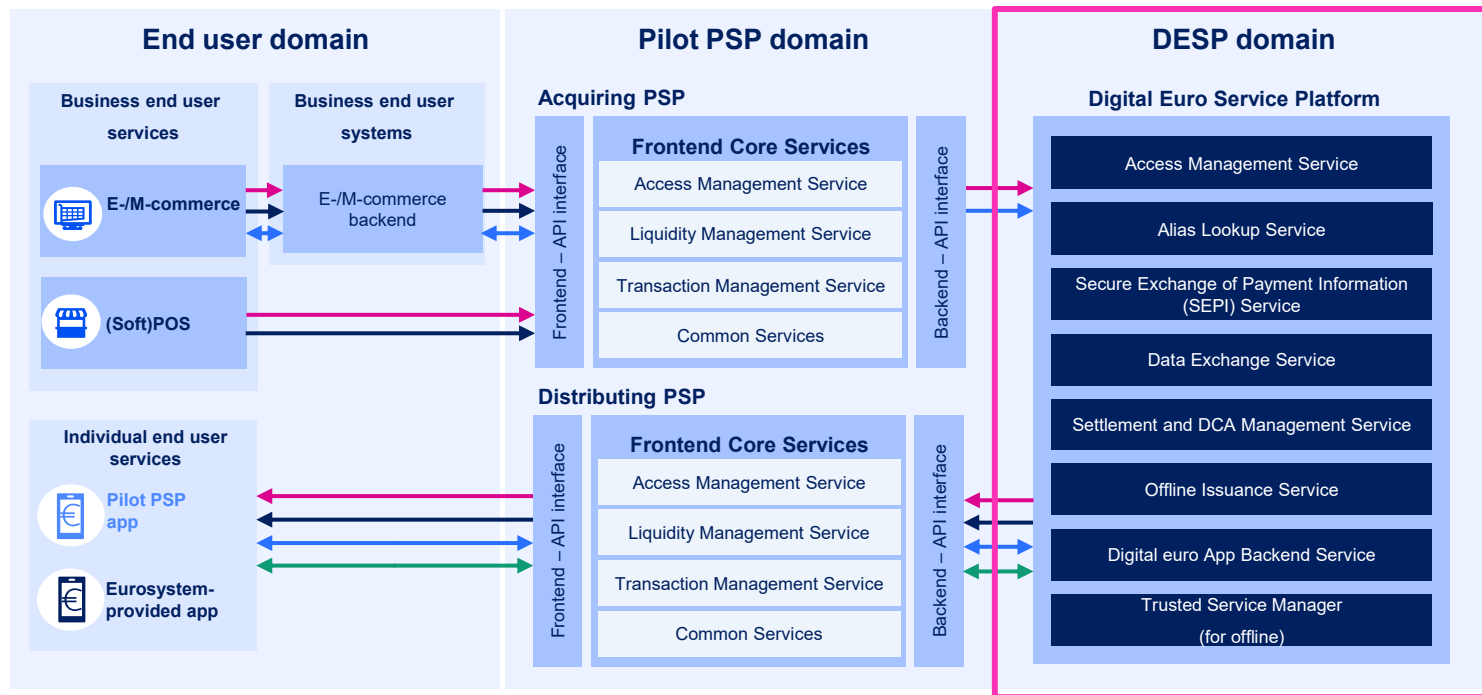 End user domain
Business end user
services
Business end user
systems
E-/M-commerce
E-/M-commerce
backend
(Soft)POS
Individual end user
services
Pilot PSP
app
Eurosystem-
provided app
Pilot PSP domain
Acquiring PSP
Frontend – API interface
Frontend Core Services
Access Management Service
Liquidity Management Service
Transaction Management Service
Common Services
Backend – API interface
Distributing PSP
Frontend – API interface
Frontend Core Services
Access Management Service
Liquidity Management Service
Transaction Management Service
Common Services
Backend – API interface
DESP domain
Digital Euro Service Platform
Access Management Service
Alias Lookup Service
Secure Exchange of Payment Information
(SEPI) Service
Data Exchange Service
Settlement and DCA Management Service
Offline Issuance Service
Digital euro App Backend Service
Trusted Service Manager
(for offline)